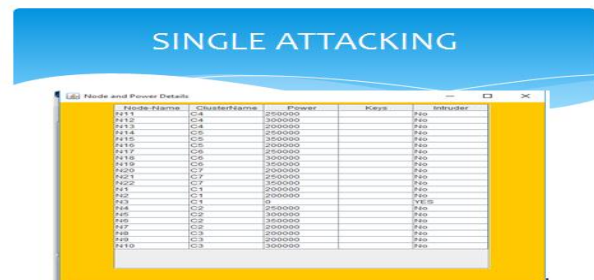 SINGLE ATTACKING
Node and Power Details
Node-Name ClusterName Power Keys Intruder
N11 C4 250000 No
N12 C4 300000 No
N13 C4 200000 No
N14 C5 250000 No
N15 C5 350000 No
N16 C5 200000 No
N17 C6 250000 No
N18 C6 300000 No
N19 C6 350000 No
N20 C7 200000 No
N21 C7 250000 No
N22 C7 350000 No
N1 C1 200000 No
N2 C1 200000 No
N3 C1 0 YES
N4 C2 250000 No
N5 C2 300000 No
N6 C2 350000 No
N7 C2 200000 No
N8 C3 200000 No
N9 C3 200000 No
N10 C3 300000 No